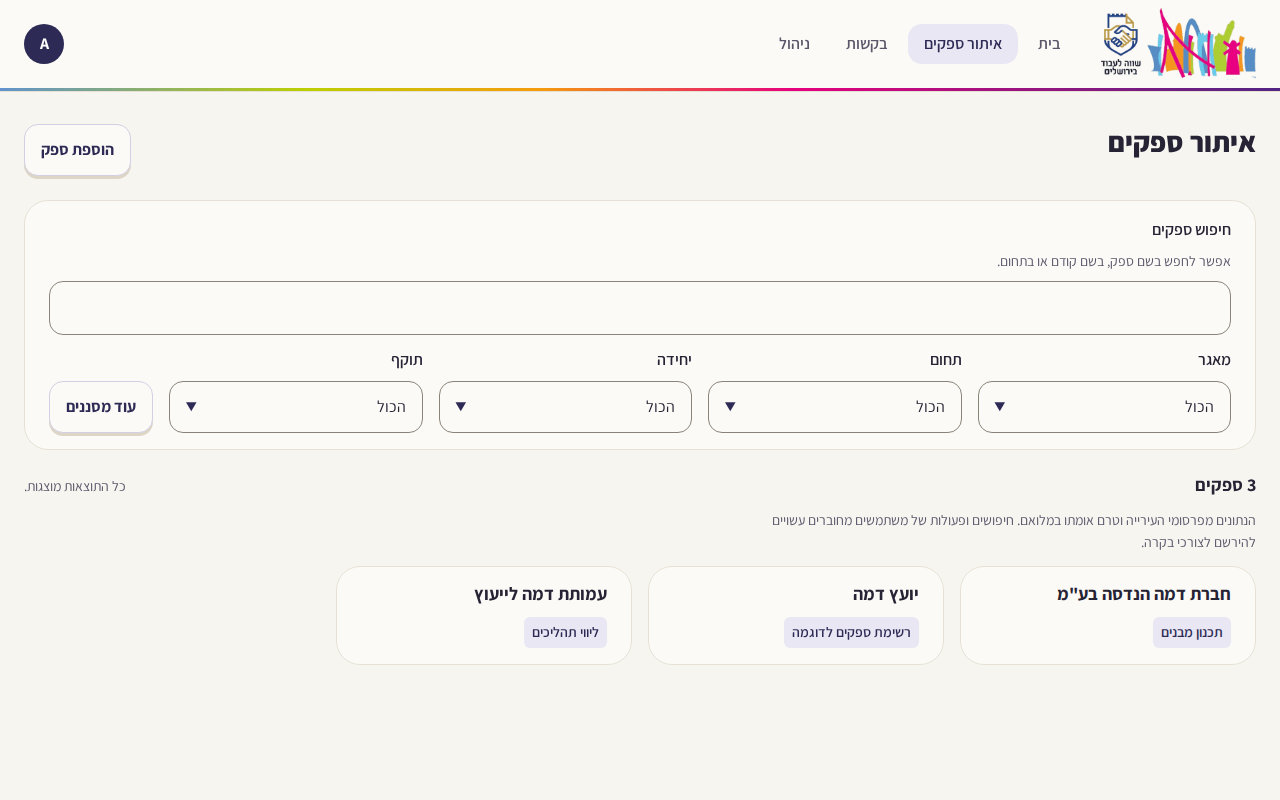 שווה לעבוד
בירושלים
בית
איתור ספקים
בקשות
ניהול
A
איתור ספקים
הוספת ספק
חיפוש ספקים
אפשר לחפש בשם ספק, בשם קודם או בתחום.
מאגר
תחום
יחידה
תוקף
הכול
הכול
הכול
הכול
עוד מסננים
3 ספקים
כל התוצאות מוצגות.
הנתונים מפרסומי העירייה וטרם אומתו במלואם. חיפושים ופעולות של משתמשים מחוברים עשויים
להירשם לצורכי בקרה.
חברת דמה הנדסה בע"מ
תכנון מבנים
יועץ דמה
רשימת ספקים לדוגמה
עמותת דמה לייעוץ
ליווי תהליכים